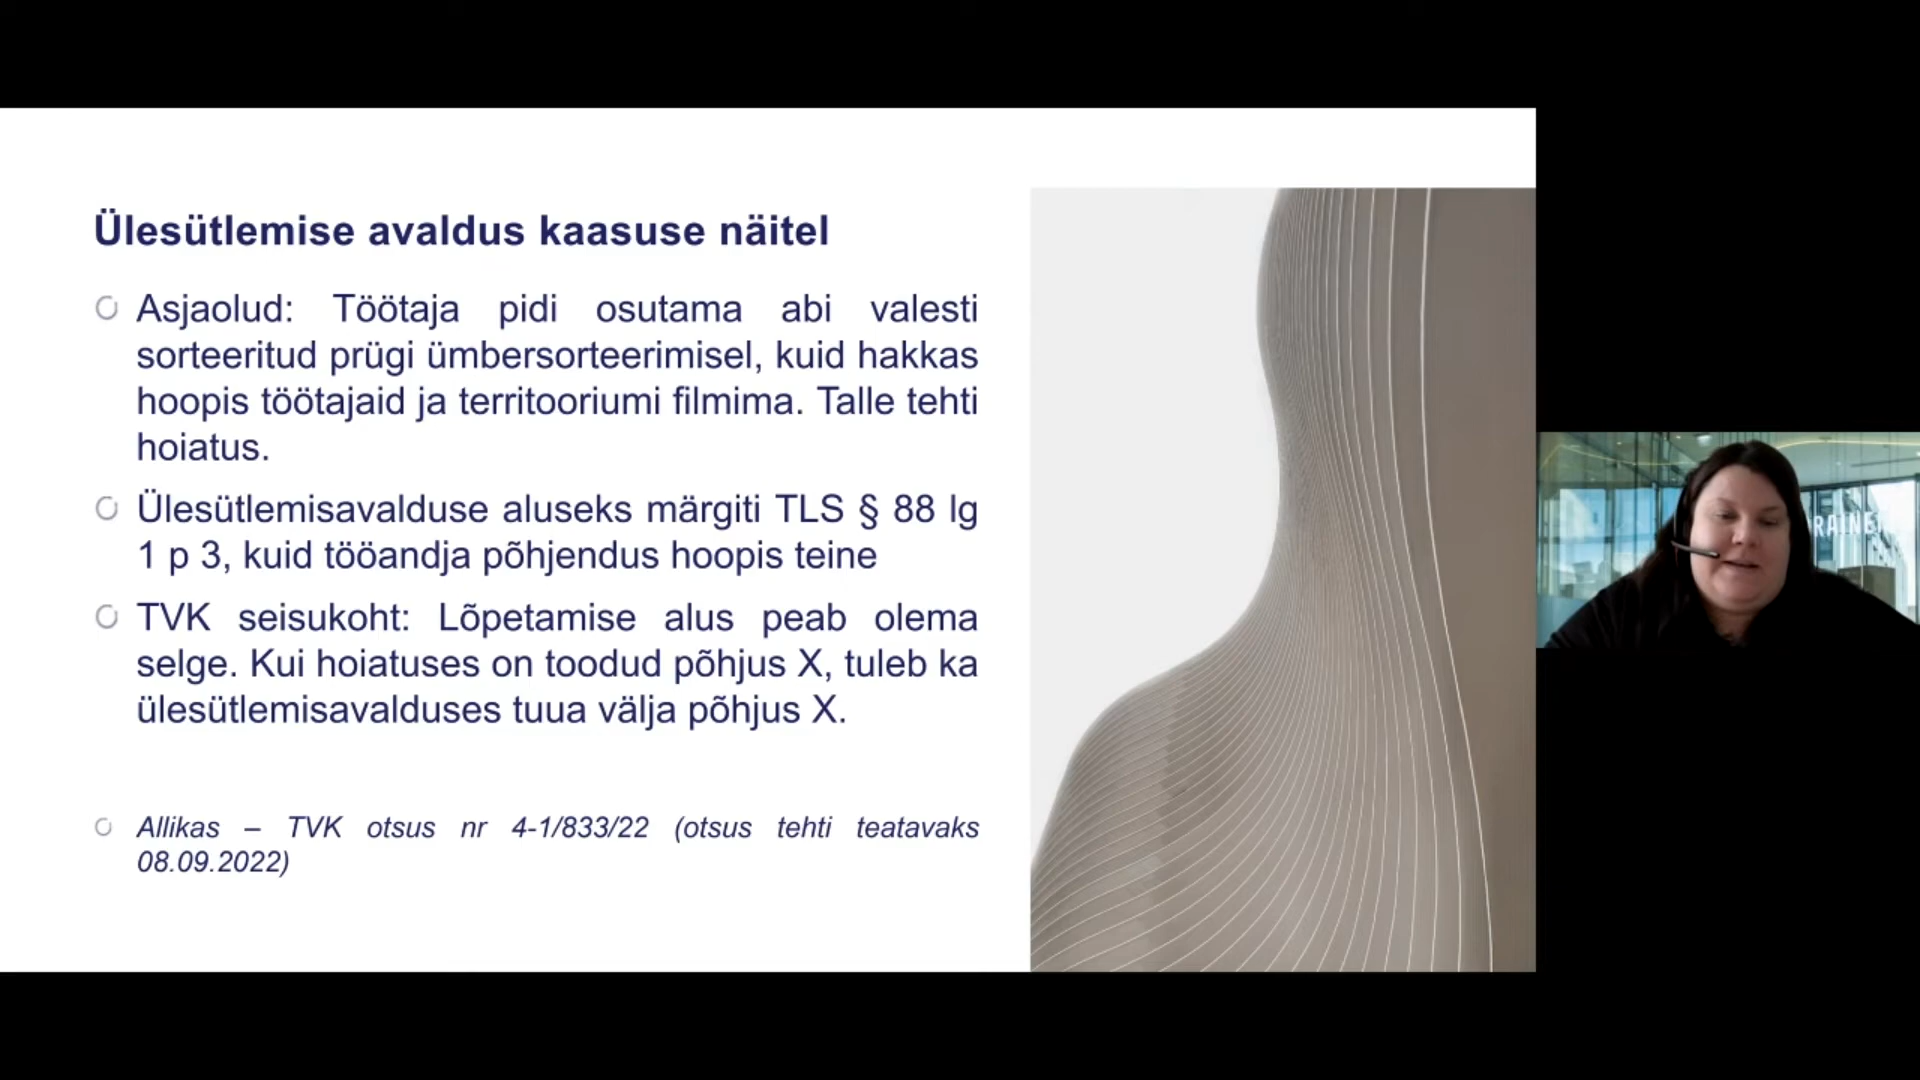 Ülesütlemise avaldus kaasuse näitel
Asjaolud: Töötaja pidi osutama abi valesti
sorteeritud prügi ümbersorteerimisel, kuid hakkas
hoopis töötajaid ja territooriumi filmima. Talle tehti
hoiatus.
Ülesütlemisavalduse aluseks märgiti TLS § 88 lg
1 p 3, kuid tööandja põhjendus hoopis teine
TVK seisukoht: Lõpetamise alus peab olema
selge. Kui hoiatuses on toodud põhjus X, tuleb ka
ülesütlemisavalduses tuua välja põhjus X.
Allikas – TVK otsus nr 4-1/833/22 (otsus tehti teatavaks
08.09.2022)